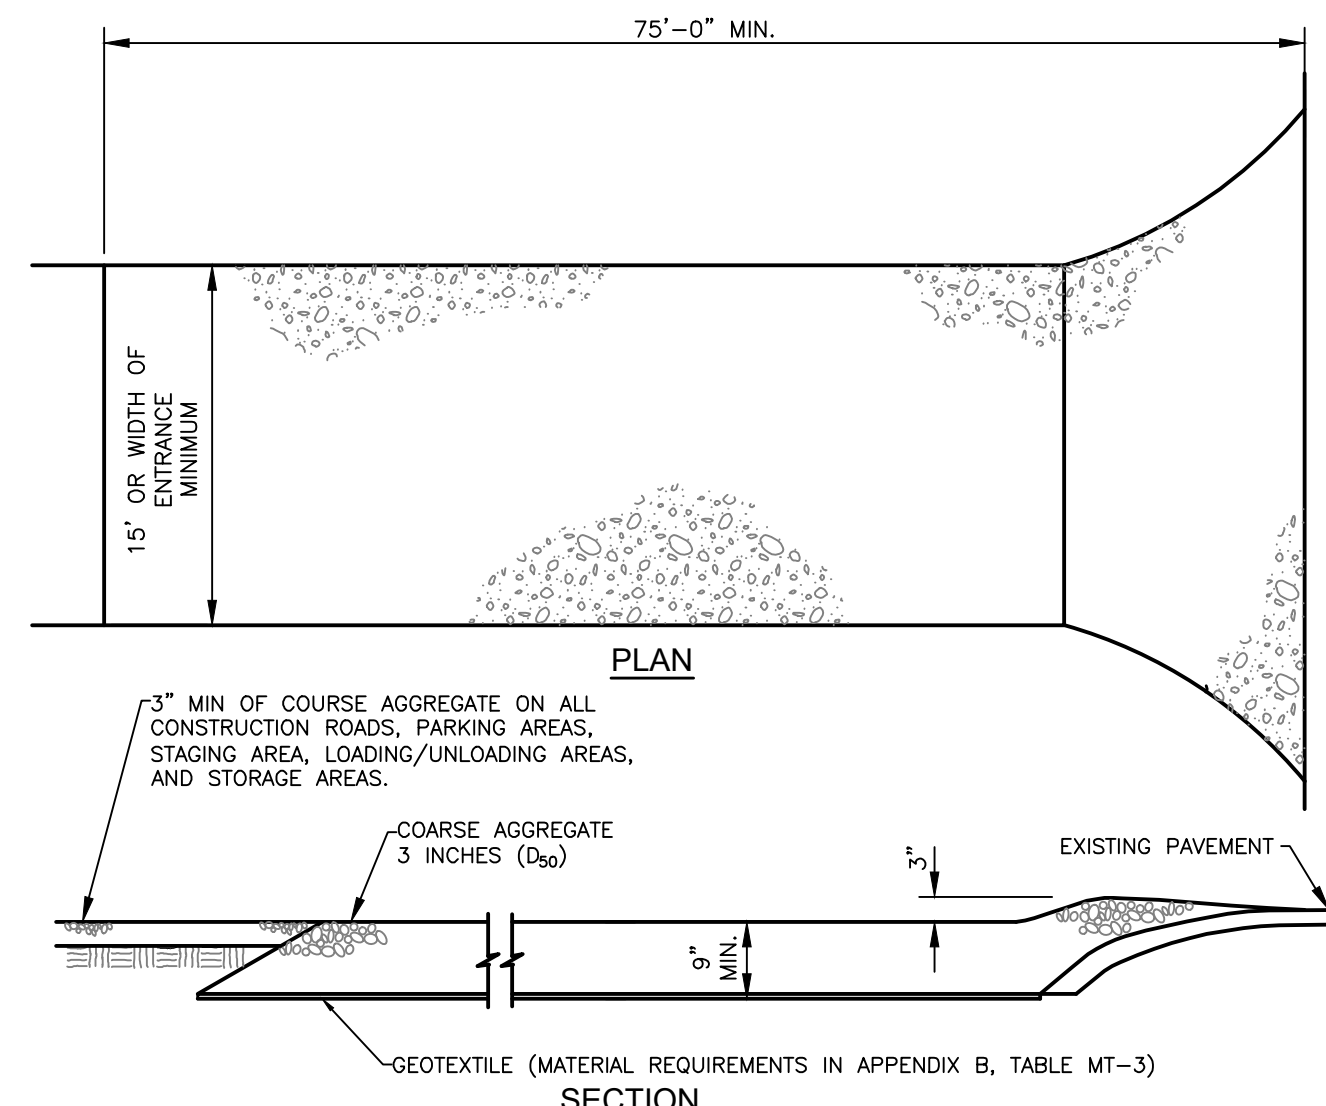 75'-0" MIN.
15' OR WIDTH OF
ENTRANCE
MINIMUM
PLAN
3" MIN OF COURSE AGGREGATE ON ALL
CONSTRUCTION ROADS, PARKING AREAS,
STAGING AREA, LOADING/UNLOADING AREAS,
AND STORAGE AREAS.
COARSE AGGREGATE
3 INCHES (D₅₀)
3"
EXISTING PAVEMENT
9"
MIN.
GEOTEXTILE (MATERIAL REQUIREMENTS IN APPENDIX B, TABLE MT-3)
SECTION